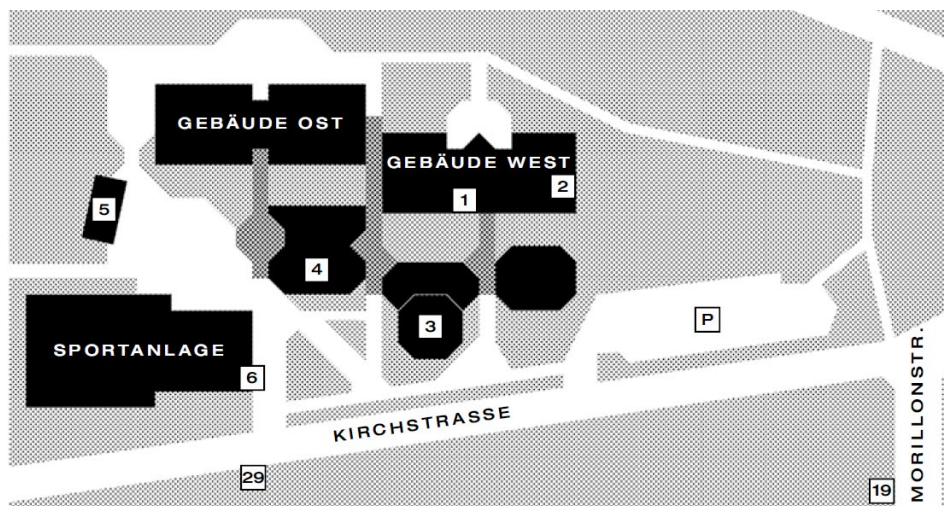 GEBÄUDE OST
GEBÄUDE WEST
2
1
5
4
3
P
SPORTANLAGE
6
KIRCHSTRASSE
MORILLONSTR.
29
19